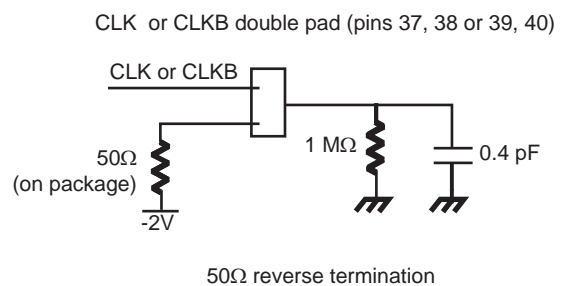 CLK or CLKB double pad (pins 37, 38 or 39, 40)
CLK or CLKB
50Ω
(on package)
-2V
1 MΩ
0.4 pF
50Ω reverse termination